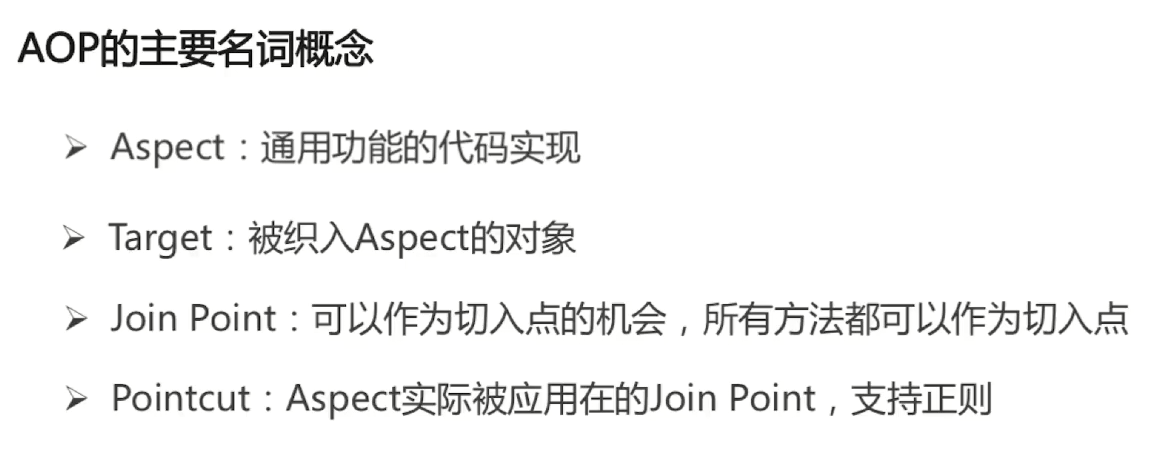 AOP的主要名词概念
➢ Aspect：通用功能的代码实现
➢ Target：被织入Aspect的对象
➢ Join Point：可以作为切入点的机会，所有方法都可以作为切入点
➢ Pointcut：Aspect实际被应用在的Join Point，支持正则